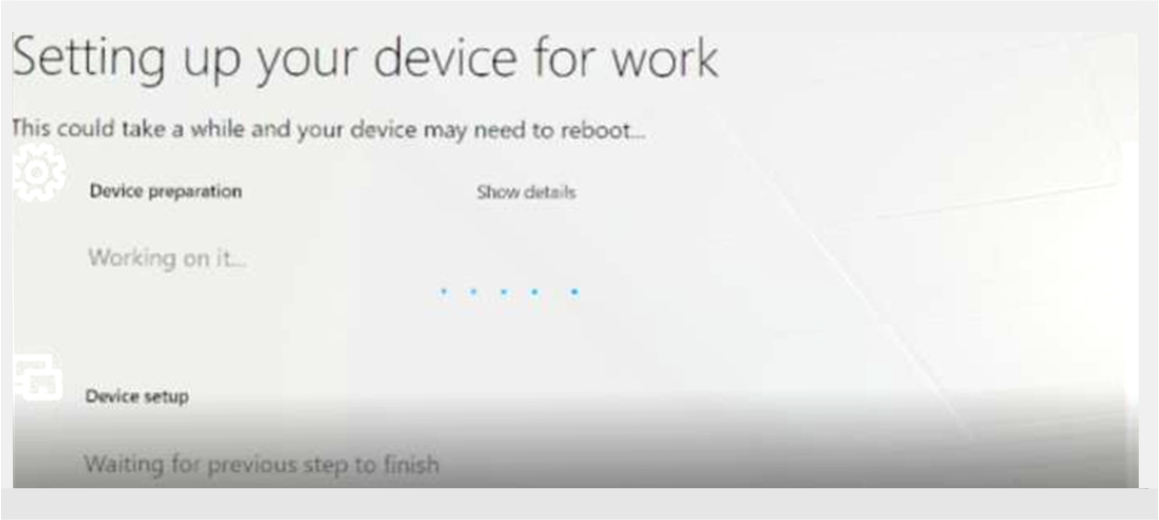 Setting up your device for work
This could take a while and your device may need to reboot...
Device preparation
Show details
Working on it...
Device setup
Waiting for previous step to finish